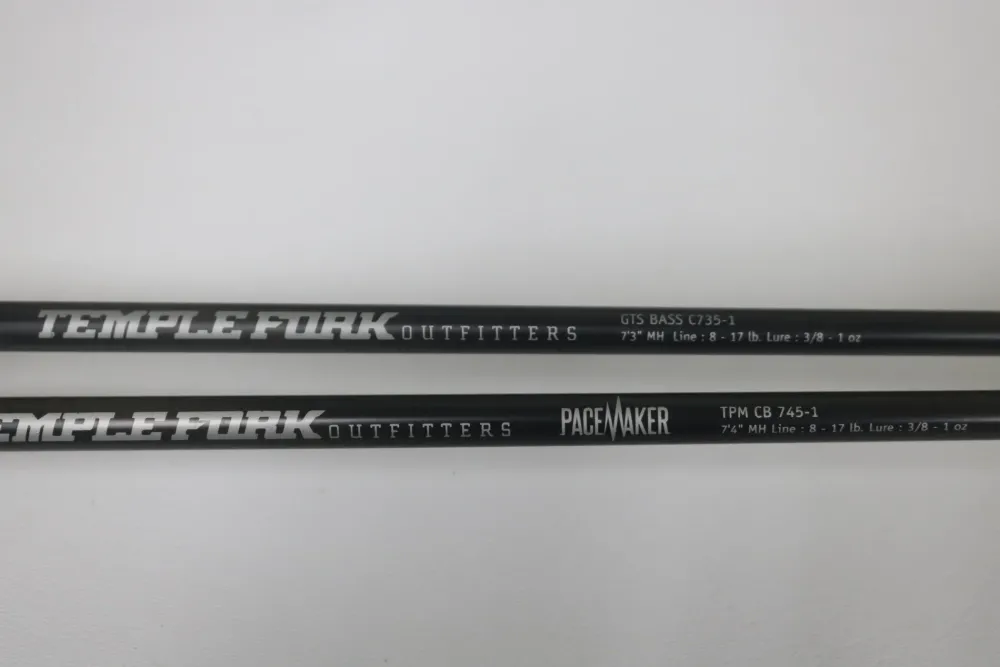 TEMPLE FORK OUTFITTERS
GTS BASS C735-1
7'3" MH Line : 8 - 17 lb. Lure : 3/8 - 1 oz
EMPLE FORK OUTFITTERS
PACEMAKER
TPM CB 745-1
7'4" MH Line : 8 - 17 lb. Lure : 3/8 - 1 oz